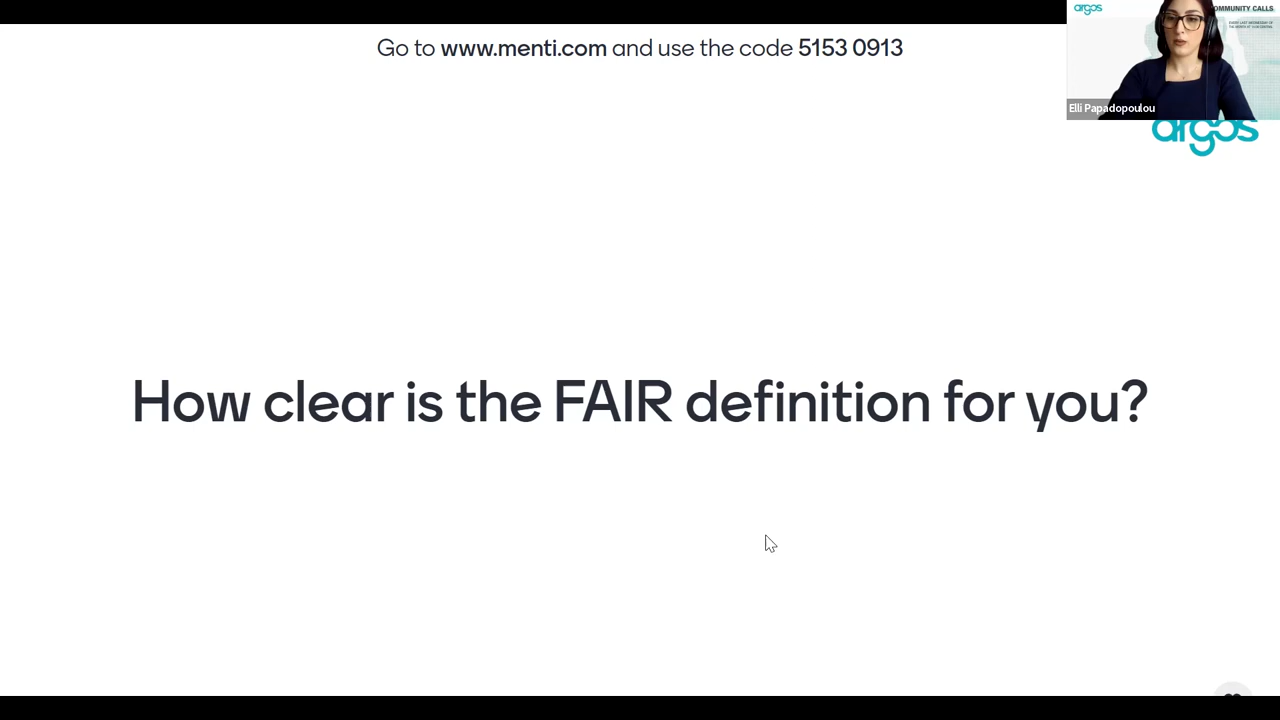 Go to www.menti.com and use the code 5153 0913
argos
COMMUNITY CALLS
Elli Papadopoulou
argos
How clear is the FAIR definition for you?